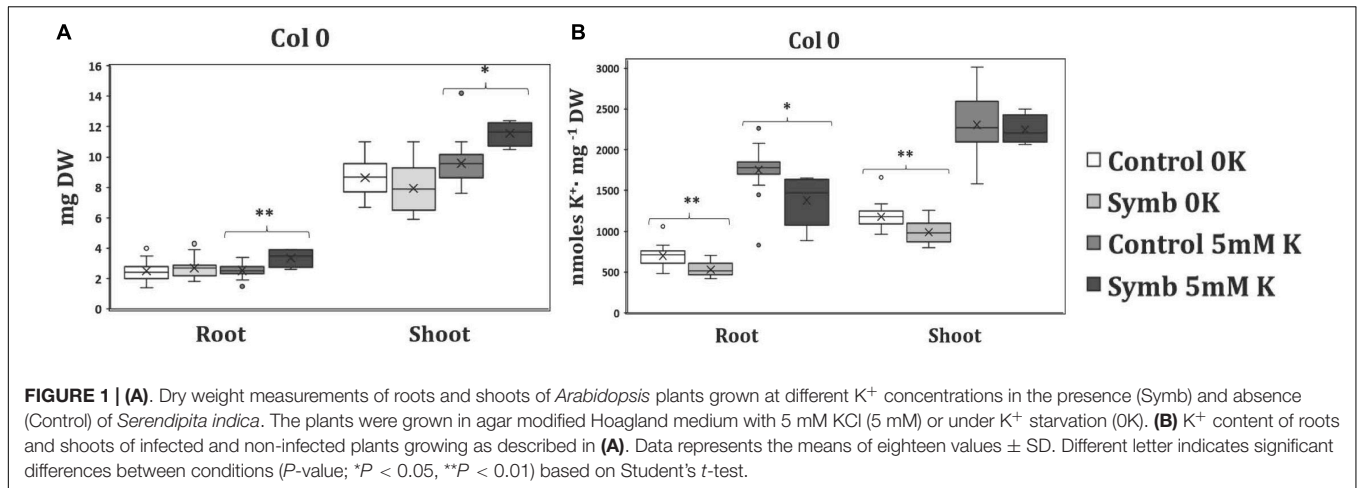 A
B
Col 0
Col 0
mg DW
16
14
12
10
8
6
4
2
0
**
*
Root
Shoot
nmoles K⁺· mg ⁻¹ DW
3000
2500
2000
1500
1000
500
0
**
*
**
Root
Shoot
Control 0K
Symb 0K
Control 5mM K
Symb 5mM K
FIGURE 1 | (A). Dry weight measurements of roots and shoots of Arabidopsis plants grown at different K⁺ concentrations in the presence (Symb) and absence
(Control) of Serendipita indica. The plants were grown in agar modified Hoagland medium with 5 mM KCl (5 mM) or under K⁺ starvation (0K). (B) K⁺ content of roots
and shoots of infected and non-infected plants growing as described in (A). Data represents the means of eighteen values ± SD. Different letter indicates significant
differences between conditions (P-value; *P < 0.05, **P < 0.01) based on Student's t-test.